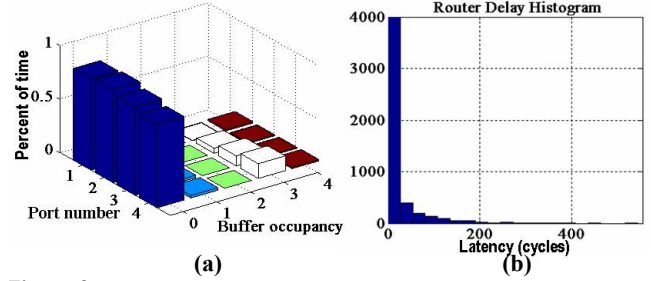 Router Delay Histogram
1
0.5
0
Percent of time
1
2
3
4
Port number
0
1
2
3
4
Buffer occupancy
(a)
4000
3000
2000
1000
0
0
200
400
Latency (cycles)
(b)